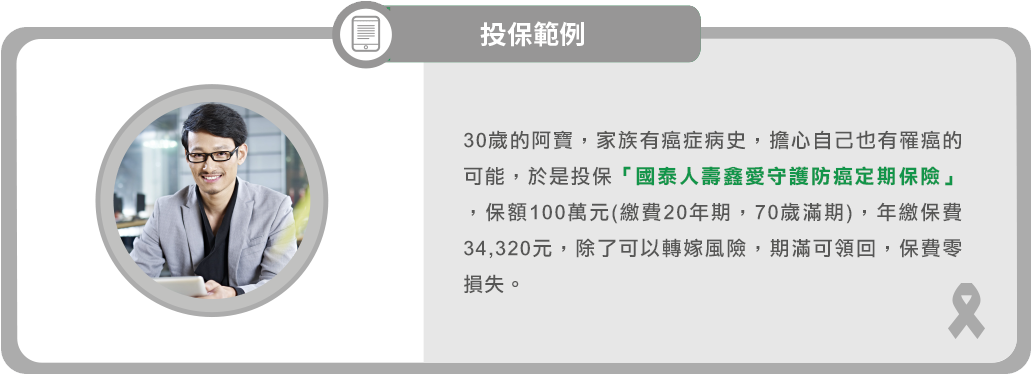 投保範例
30歲的阿寶，家族有癌症病史，擔心自己也有罹癌的
可能，於是投保「國泰人壽鑫愛守護防癌定期保險」
，保額100萬元(繳費20年期，70歲滿期)，年繳保費
34,320元，除了可以轉嫁風險，期滿可領回，保費零
損失。